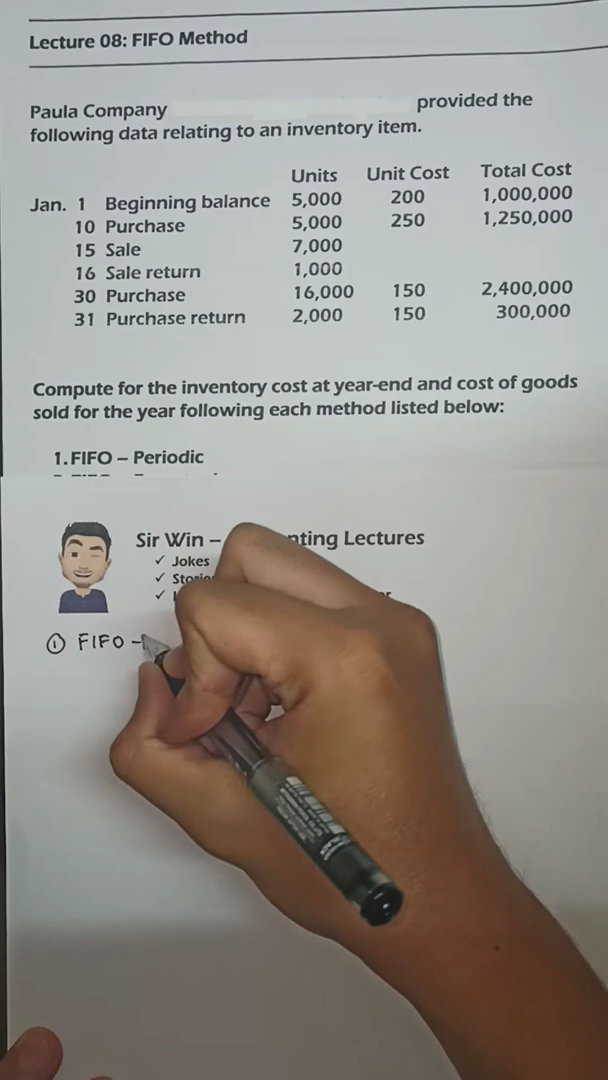 Lecture 08: FIFO Method
Paula Company provided the
following data relating to an inventory item.
Units Unit Cost Total Cost
Jan. 1 Beginning balance 5,000 200 1,000,000
10 Purchase 5,000 250 1,250,000
15 Sale 7,000
16 Sale return 1,000
30 Purchase 16,000 150 2,400,000
31 Purchase return 2,000 150 300,000
Compute for the inventory cost at year-end and cost of goods
sold for the year following each method listed below:
1. FIFO – Periodic
Sir Win – Lectures
✓ Jokes
① FIFO -